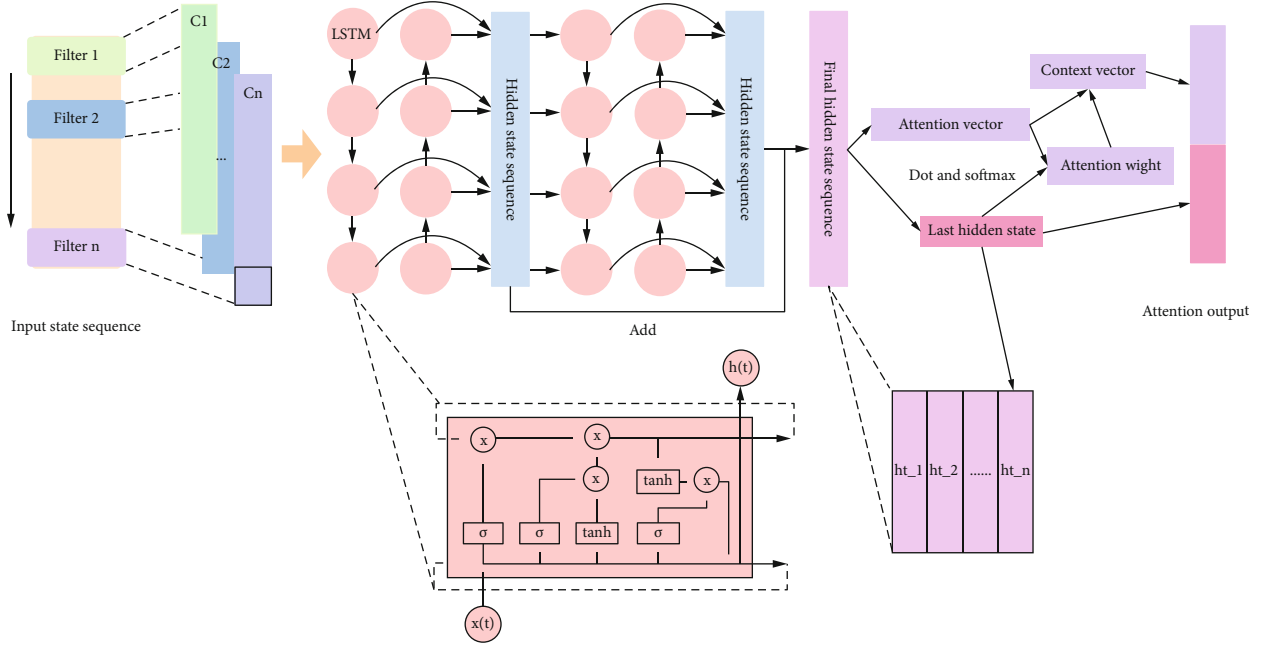 Filter 1
Filter 2
Filter n
Input state sequence
C1
C2
...
Cn
LSTM
Hidden state sequence
Hidden state sequence
Add
Final hidden state sequence
Attention vector
Context vector
Attention wight
Dot and softmax
Last hidden state
Attention output
h(t)
x
x
x
tanh
x
σ
σ
tanh
σ
x(t)
ht_1
ht_2
......
ht_n